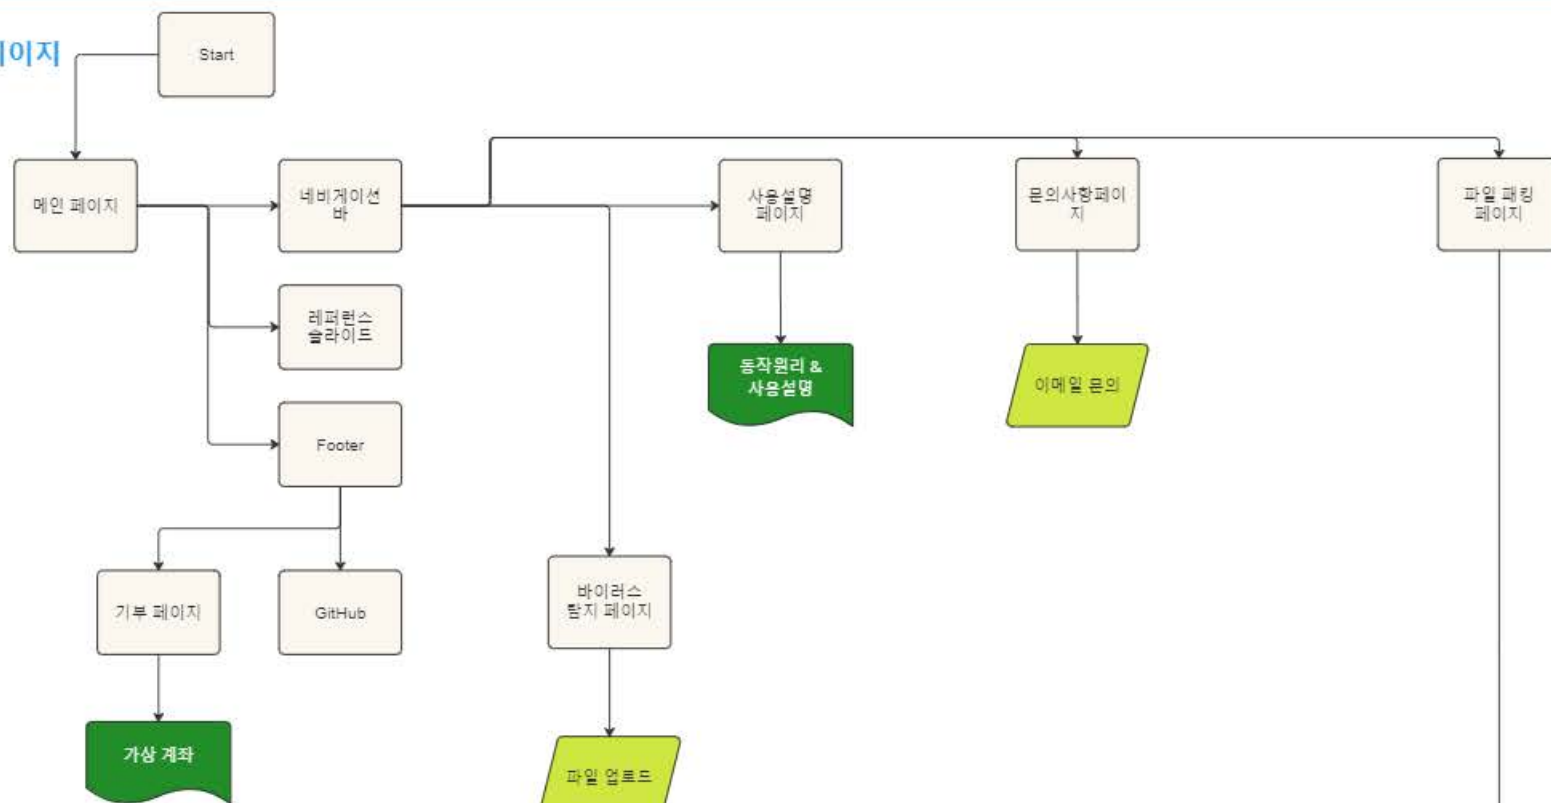 이지
Start
메인 페이지
네비게이션
바
사용설명
페이지
문의사항페이
지
파일 패킹
페이지
레퍼런스
슬라이드
동작원리 &
사용설명
이메일 문의
Footer
기부 페이지
GitHub
바이러스
탐지 페이지
가상 계좌
파일 업로드